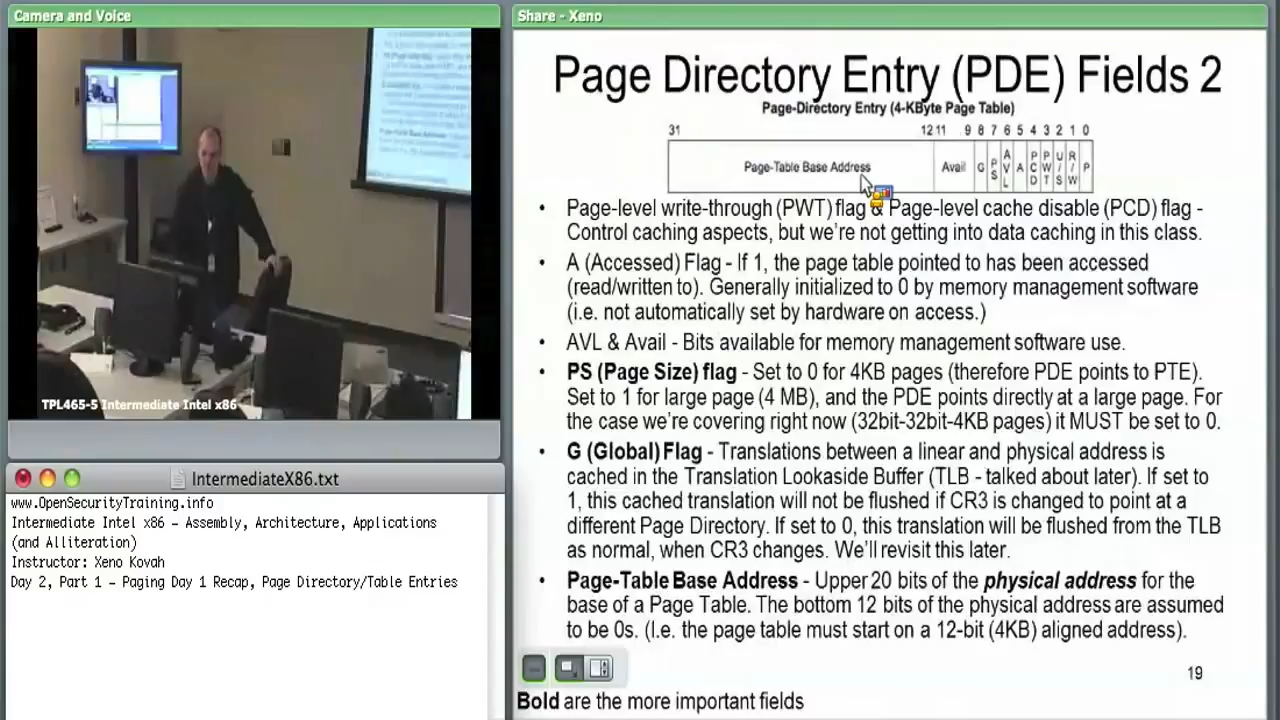 Camera and Voice
TPL465-5 Intermediate Intel x86
IntermediateX86.txt
www.OpenSecurityTraining.info
Intermediate Intel x86 – Assembly, Architecture, Applications
(and Alliteration)
Instructor: Xeno Kovah
Day 2, Part 1 – Paging Day 1 Recap, Page Directory/Table Entries
Share - Xeno
Page Directory Entry (PDE) Fields 2
Page-Directory Entry (4-KByte Page Table)
31 12 11 9 8 7 6 5 4 3 2 1 0
Page-Table Base Address Avail G PS AVL A PCD PWT U/S R/W P
• Page-level write-through (PWT) flag & Page-level cache disable (PCD) flag -
Control caching aspects, but we're not getting into data caching in this class.
• A (Accessed) Flag - If 1, the page table pointed to has been accessed
(read/written to). Generally initialized to 0 by memory management software
(i.e. not automatically set by hardware on access.)
• AVL & Avail - Bits available for memory management software use.
• PS (Page Size) flag - Set to 0 for 4KB pages (therefore PDE points to PTE).
Set to 1 for large page (4 MB), and the PDE points directly at a large page. For
the case we're covering right now (32bit-32bit-4KB pages) it MUST be set to 0.
• G (Global) Flag - Translations between a linear and physical address is
cached in the Translation Lookaside Buffer (TLB - talked about later). If set to
1, this cached translation will not be flushed if CR3 is changed to point at a
different Page Directory. If set to 0, this translation will be flushed from the TLB
as normal, when CR3 changes. We'll revisit this later.
• Page-Table Base Address - Upper 20 bits of the physical address for the
base of a Page Table. The bottom 12 bits of the physical address are assumed
to be 0s. (I.e. the page table must start on a 12-bit (4KB) aligned address).
19
Bold are the more important fields